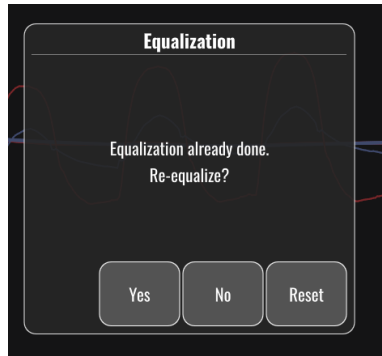 Equalization
Equalization already done.
Re-equalize?
Yes
No
Reset